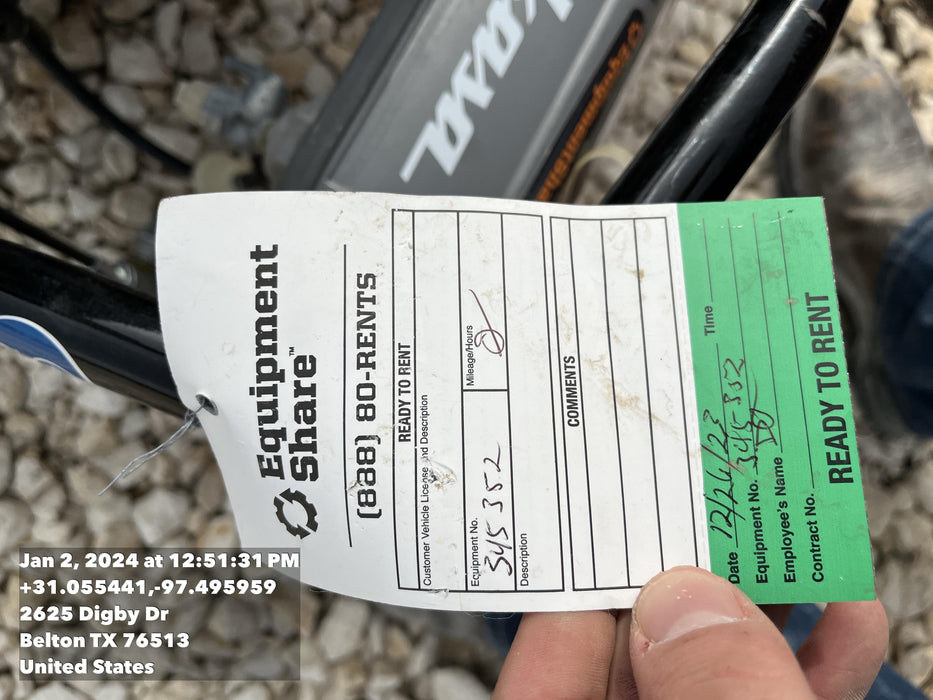 Equipment
Share™
(888) 80-RENTS
READY TO RENT
Customer Vehicle License and Description
Equipment No.
345352
Mileage/Hours
0
Description
COMMENTS
Date 12/26/23 Time
Equipment No. 345352
Employee's Name
Contract No.
READY TO RENT
Jan 2, 2024 at 12:51:31 PM
+31.055441,-97.495959
2625 Digby Dr
Belton TX 76513
United States